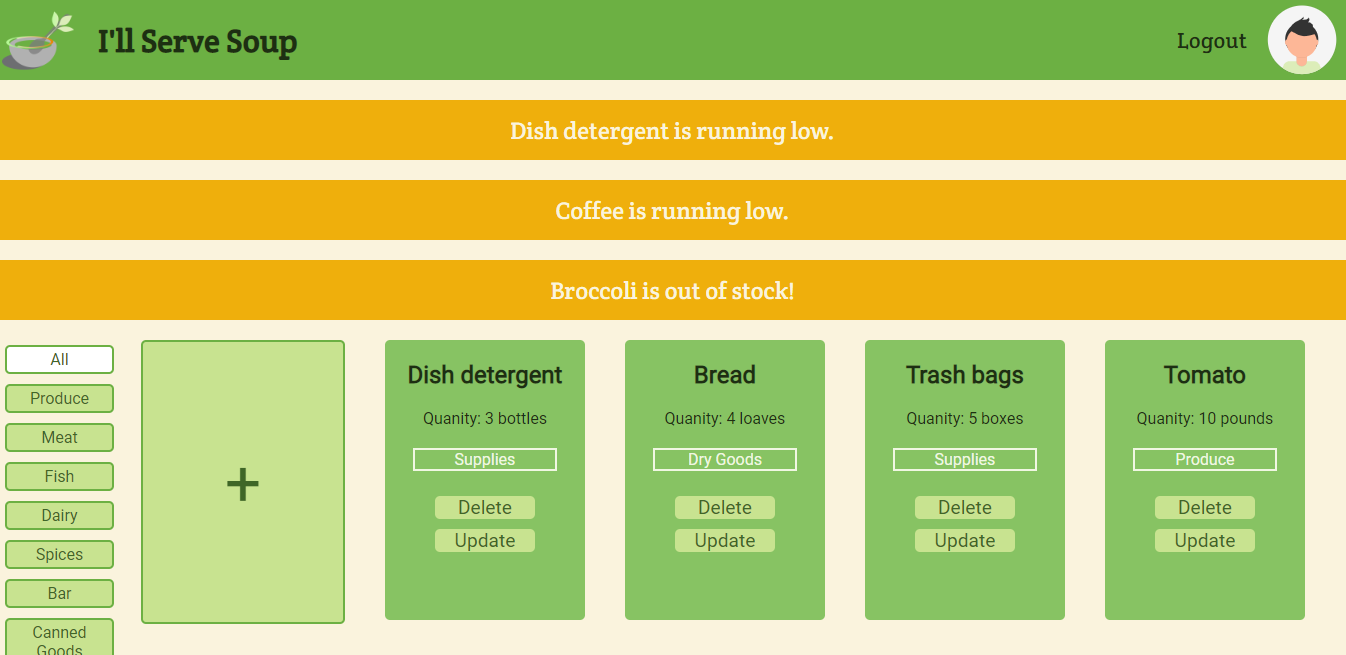 I'll Serve Soup
Logout
Dish detergent is running low.
Coffee is running low.
Broccoli is out of stock!
All
Produce
Meat
Fish
Dairy
Spices
Bar
Canned
Goods
+
Dish detergent
Quanity: 3 bottles
Supplies
Delete
Update
Bread
Quanity: 4 loaves
Dry Goods
Delete
Update
Trash bags
Quanity: 5 boxes
Supplies
Delete
Update
Tomato
Quanity: 10 pounds
Produce
Delete
Update